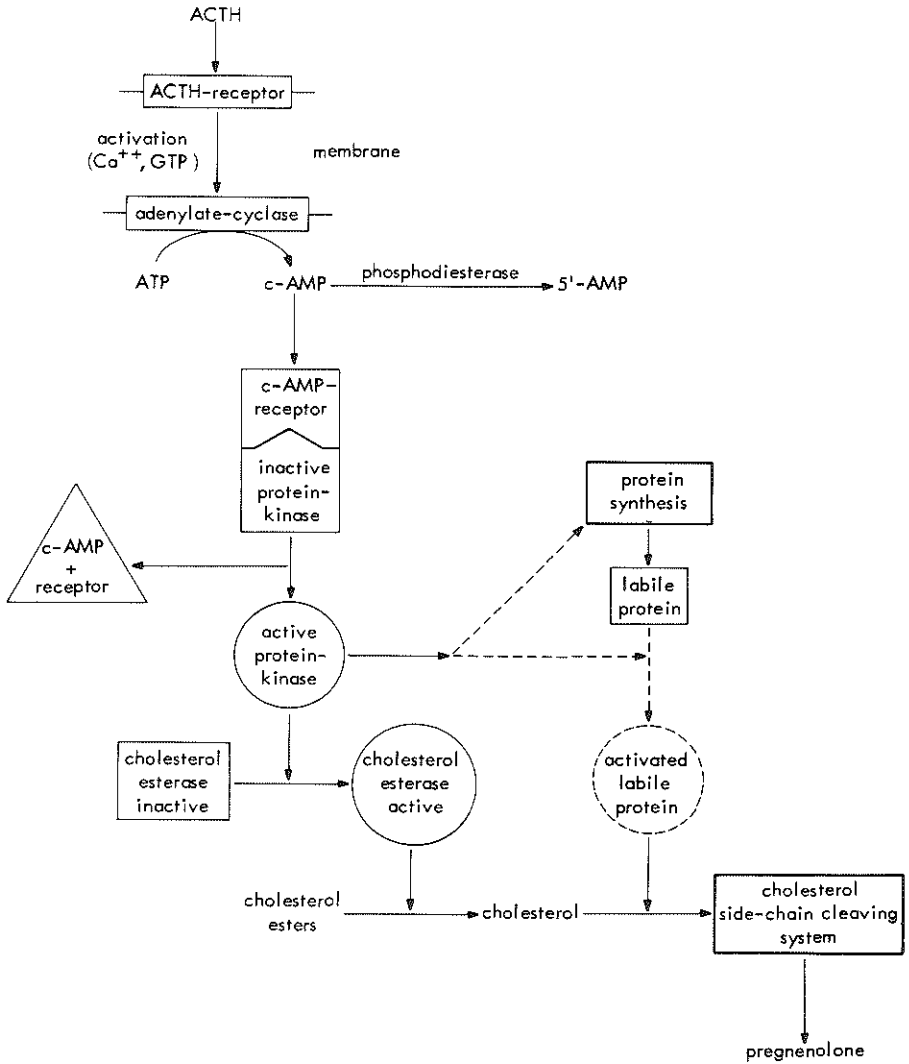 ACTH
ACTH-receptor
activation
(Ca++, GTP)
membrane
adenylate-cyclase
ATP
c-AMP
phosphodiesterase
5'-AMP
c-AMP-
receptor
inactive
protein-
kinase
protein
synthesis
c-AMP
+
receptor
labile
protein
active
protein-
kinase
cholesterol
esterase
inactive
cholesterol
esterase
active
activated
labile
protein
cholesterol
esters
cholesterol
cholesterol
side-chain cleaving
system
pregnenolone